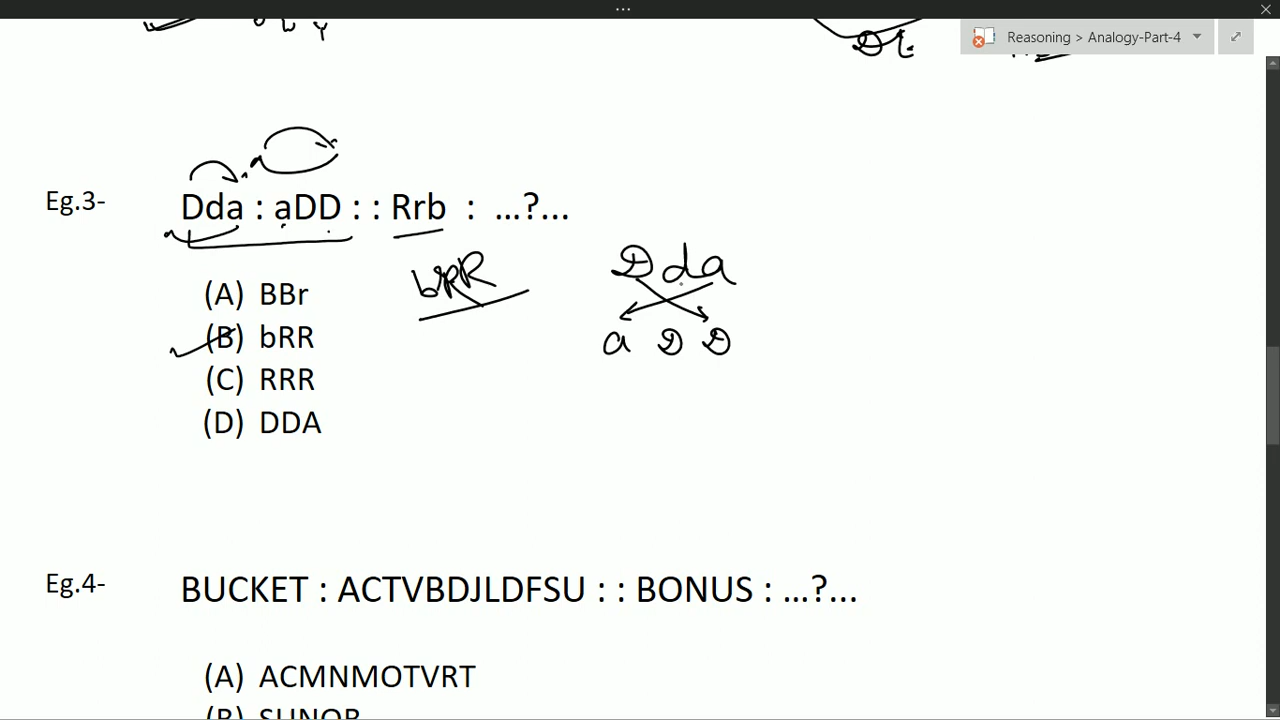 Reasoning > Analogy-Part-4
Eg.3- Dda : aDD : : Rrb : ...?...
bRR
Dda
a D D
(A) BBr
(B) bRR
(C) RRR
(D) DDA
Eg.4- BUCKET : ACTVBDJLDFSU : : BONUS : ...?...
(A) ACMNMOTVRT